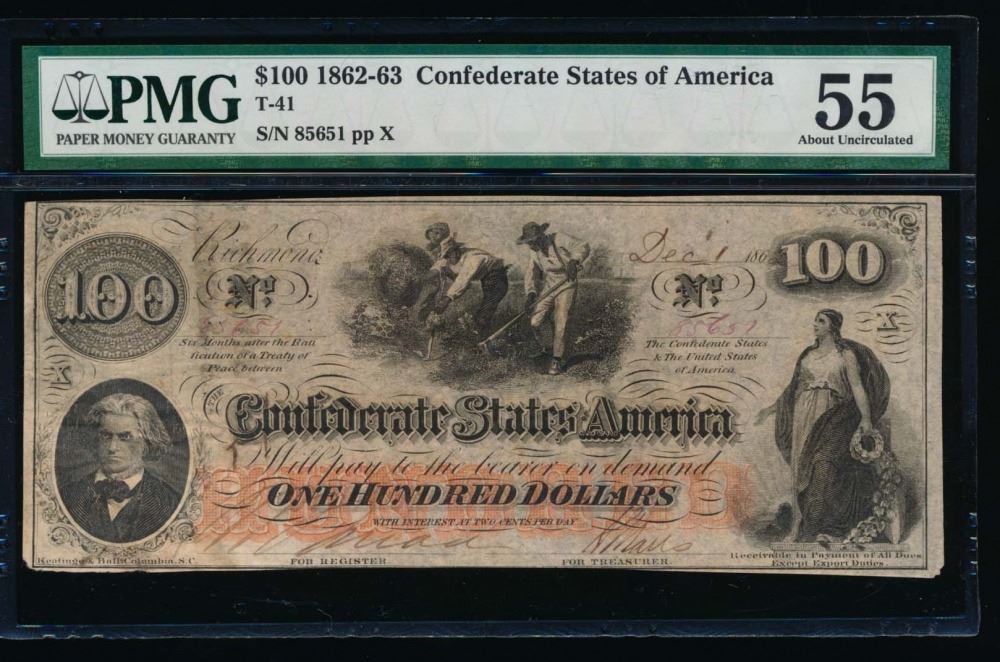 PMG
PAPER MONEY GUARANTY
$100 1862-63 Confederate States of America
T-41
S/N 85651 pp X
55
About Uncirculated
Richmond
Dec' 1 186
100
100
No.
No
85651
85651
Six Months after the Rati
fication of a Treaty of
Peace between
The Confederate States
& The United States
of America
X
X
THE
Confederate States of America
Will pay to the bearer on demand
ONE HUNDRED DOLLARS
WITH INTEREST AT TWO CENTS PER DAY
Keatinge & Ball, Columbia, S.C.
FOR REGISTER
FOR TREASURER
Receivable in Payment of All Dues
Except Export Duties.